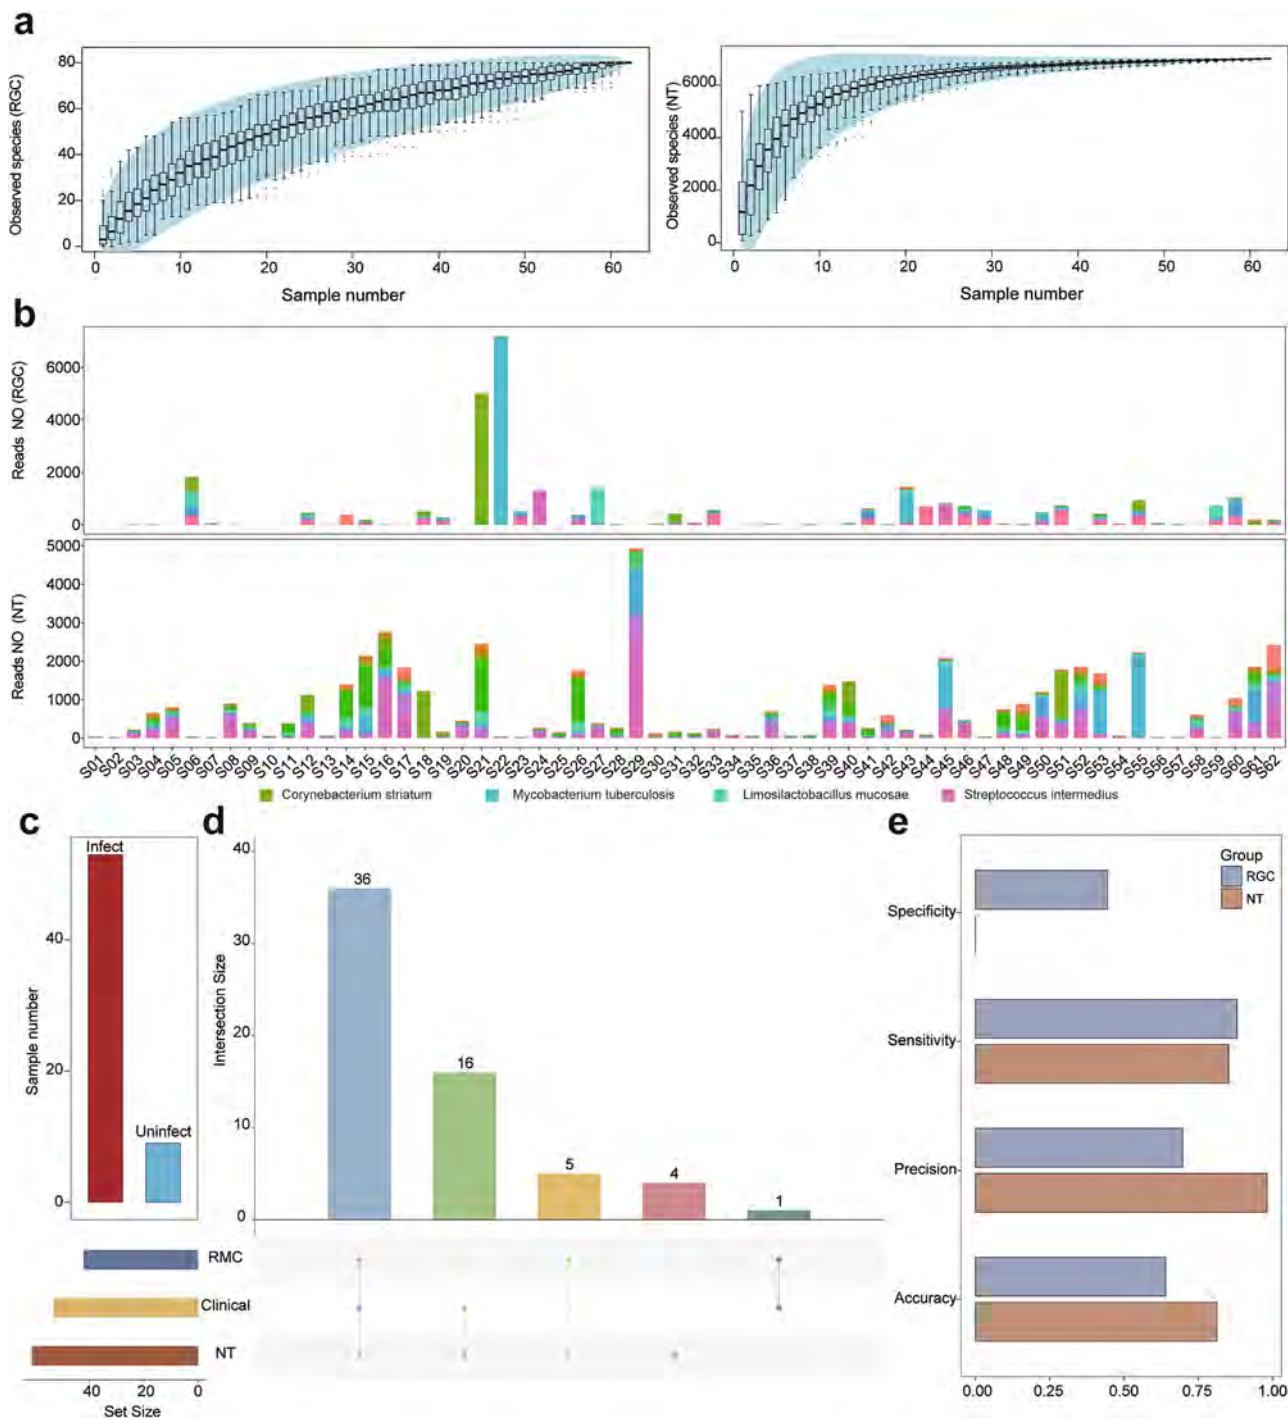 a
Observed species (RGC)
80
60
40
20
0
0 10 20 30 40 50 60
Sample number
Observed species (NT)
6000
4000
2000
0
0 10 20 30 40 50 60
Sample number
b
Reads NO (RGC)
6000
4000
2000
0
Reads NO (NT)
5000
4000
3000
2000
1000
0
S01 S02 S03 S04 S05 S06 S07 S08 S09 S10 S11 S12 S13 S14 S15 S16 S17 S18 S19 S20 S21 S22 S23 S24 S25 S26 S27 S28 S29 S30 S31 S32 S33 S34 S35 S36 S37 S38 S39 S40 S41 S42 S43 S44 S45 S46 S47 S48 S49 S50 S51 S52 S53 S54 S55 S56 S57 S58 S59 S60 S61 S62
Corynebacterium striatum Mycobacterium tuberculosis Limosilactobacillus mucosae Streptococcus intermedius
c
Sample number
40
20
0
Infect
Uninfect
RMC
Clinical
NT
40 20 0
Set Size
d
Intersection Size
40
30
20
10
0
36
16
5
4
1
e
Group
RGC
NT
Specificity
Sensitivity
Precision
Accuracy
0.00 0.25 0.50 0.75 1.00